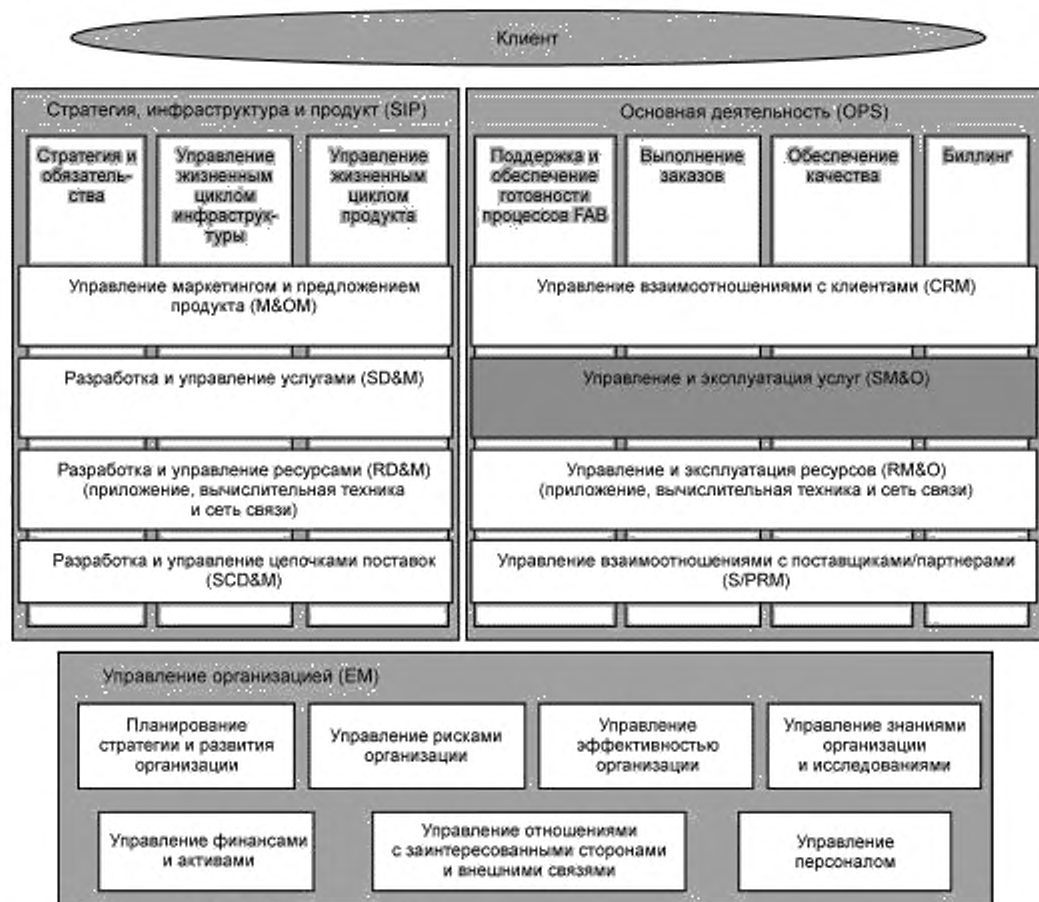 Клиент
Стратегия, инфраструктура и продукт (SIP)
Стратегия и
обязатель-
ства
Управление
жизненным
циклом
инфраструк-
туры
Управление
жизненным
циклом
продукта
Управление маркетингом и предложением
продукта (M&OM)
Разработка и управление услугами (SD&M)
Разработка и управление ресурсами (RD&M)
(приложение, вычислительная техника
и сеть связи)
Разработка и управление цепочками поставок
(SCD&M)
Основная деятельность (OPS)
Поддержка и
обеспечение
готовности
процессов FAB
Выполнение
заказов
Обеспечение
качества
Биллинг
Управление взаимоотношениями с клиентами (CRM)
Управление и эксплуатация услуг (SM&O)
Управление и эксплуатация ресурсов (RM&O)
(приложение, вычислительная техника и сеть связи)
Управление взаимоотношениями с поставщиками/партнерами
(S/PRM)
Управление организацией (EM)
Планирование
стратегии и развития
организации
Управление рисками
организации
Управление
эффективностью
организации
Управление знаниями
организации
и исследованиями
Управление финансами
и активами
Управление отношениями
с заинтересованными сторонами
и внешними связями
Управление
персоналом